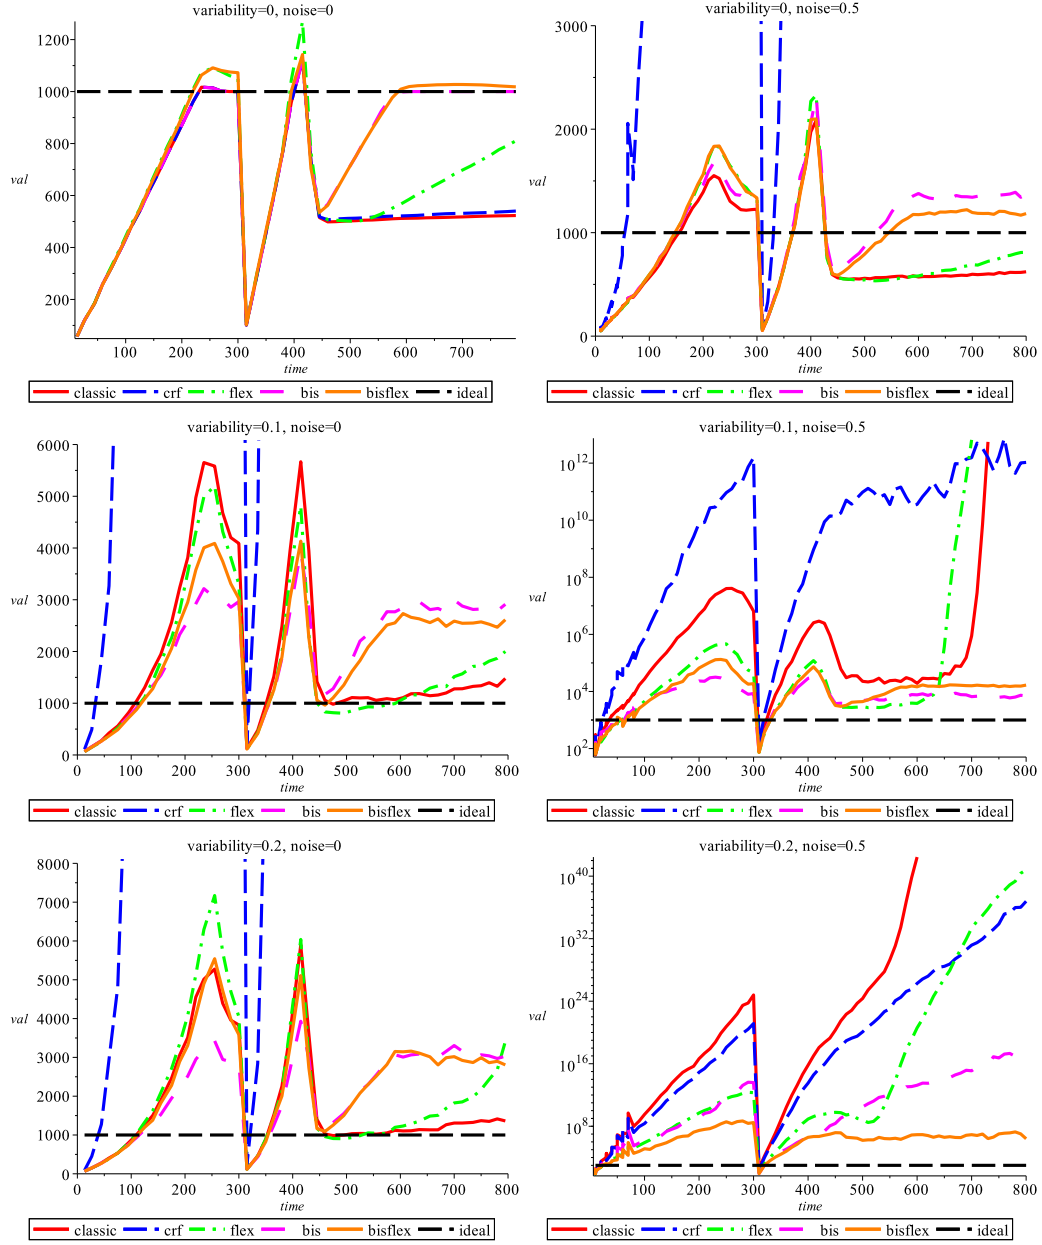 variability=0, noise=0
1200
1000
800
val
600
400
200
100 200 300 400 500 600 700
time
classic crf flex bis bisflex ideal
variability=0, noise=0.5
3000
2000
val
1000
0
0 100 200 300 400 500 600 700 800
time
classic crf flex bis bisflex ideal
variability=0.1, noise=0
6000
5000
4000
val
3000
2000
1000
0
0 100 200 300 400 500 600 700 800
time
classic crf flex bis bisflex ideal
variability=0.1, noise=0.5
10^12
10^10
10^8
val
10^6
10^4
10^2
100 200 300 400 500 600 700 800
time
classic crf flex bis bisflex ideal
variability=0.2, noise=0
8000
7000
6000
5000
val
4000
3000
2000
1000
0
0 100 200 300 400 500 600 700 800
time
classic crf flex bis bisflex ideal
variability=0.2, noise=0.5
10^40
10^32
val
10^24
10^16
10^8
100 200 300 400 500 600 700 800
time
classic crf flex bis bisflex ideal